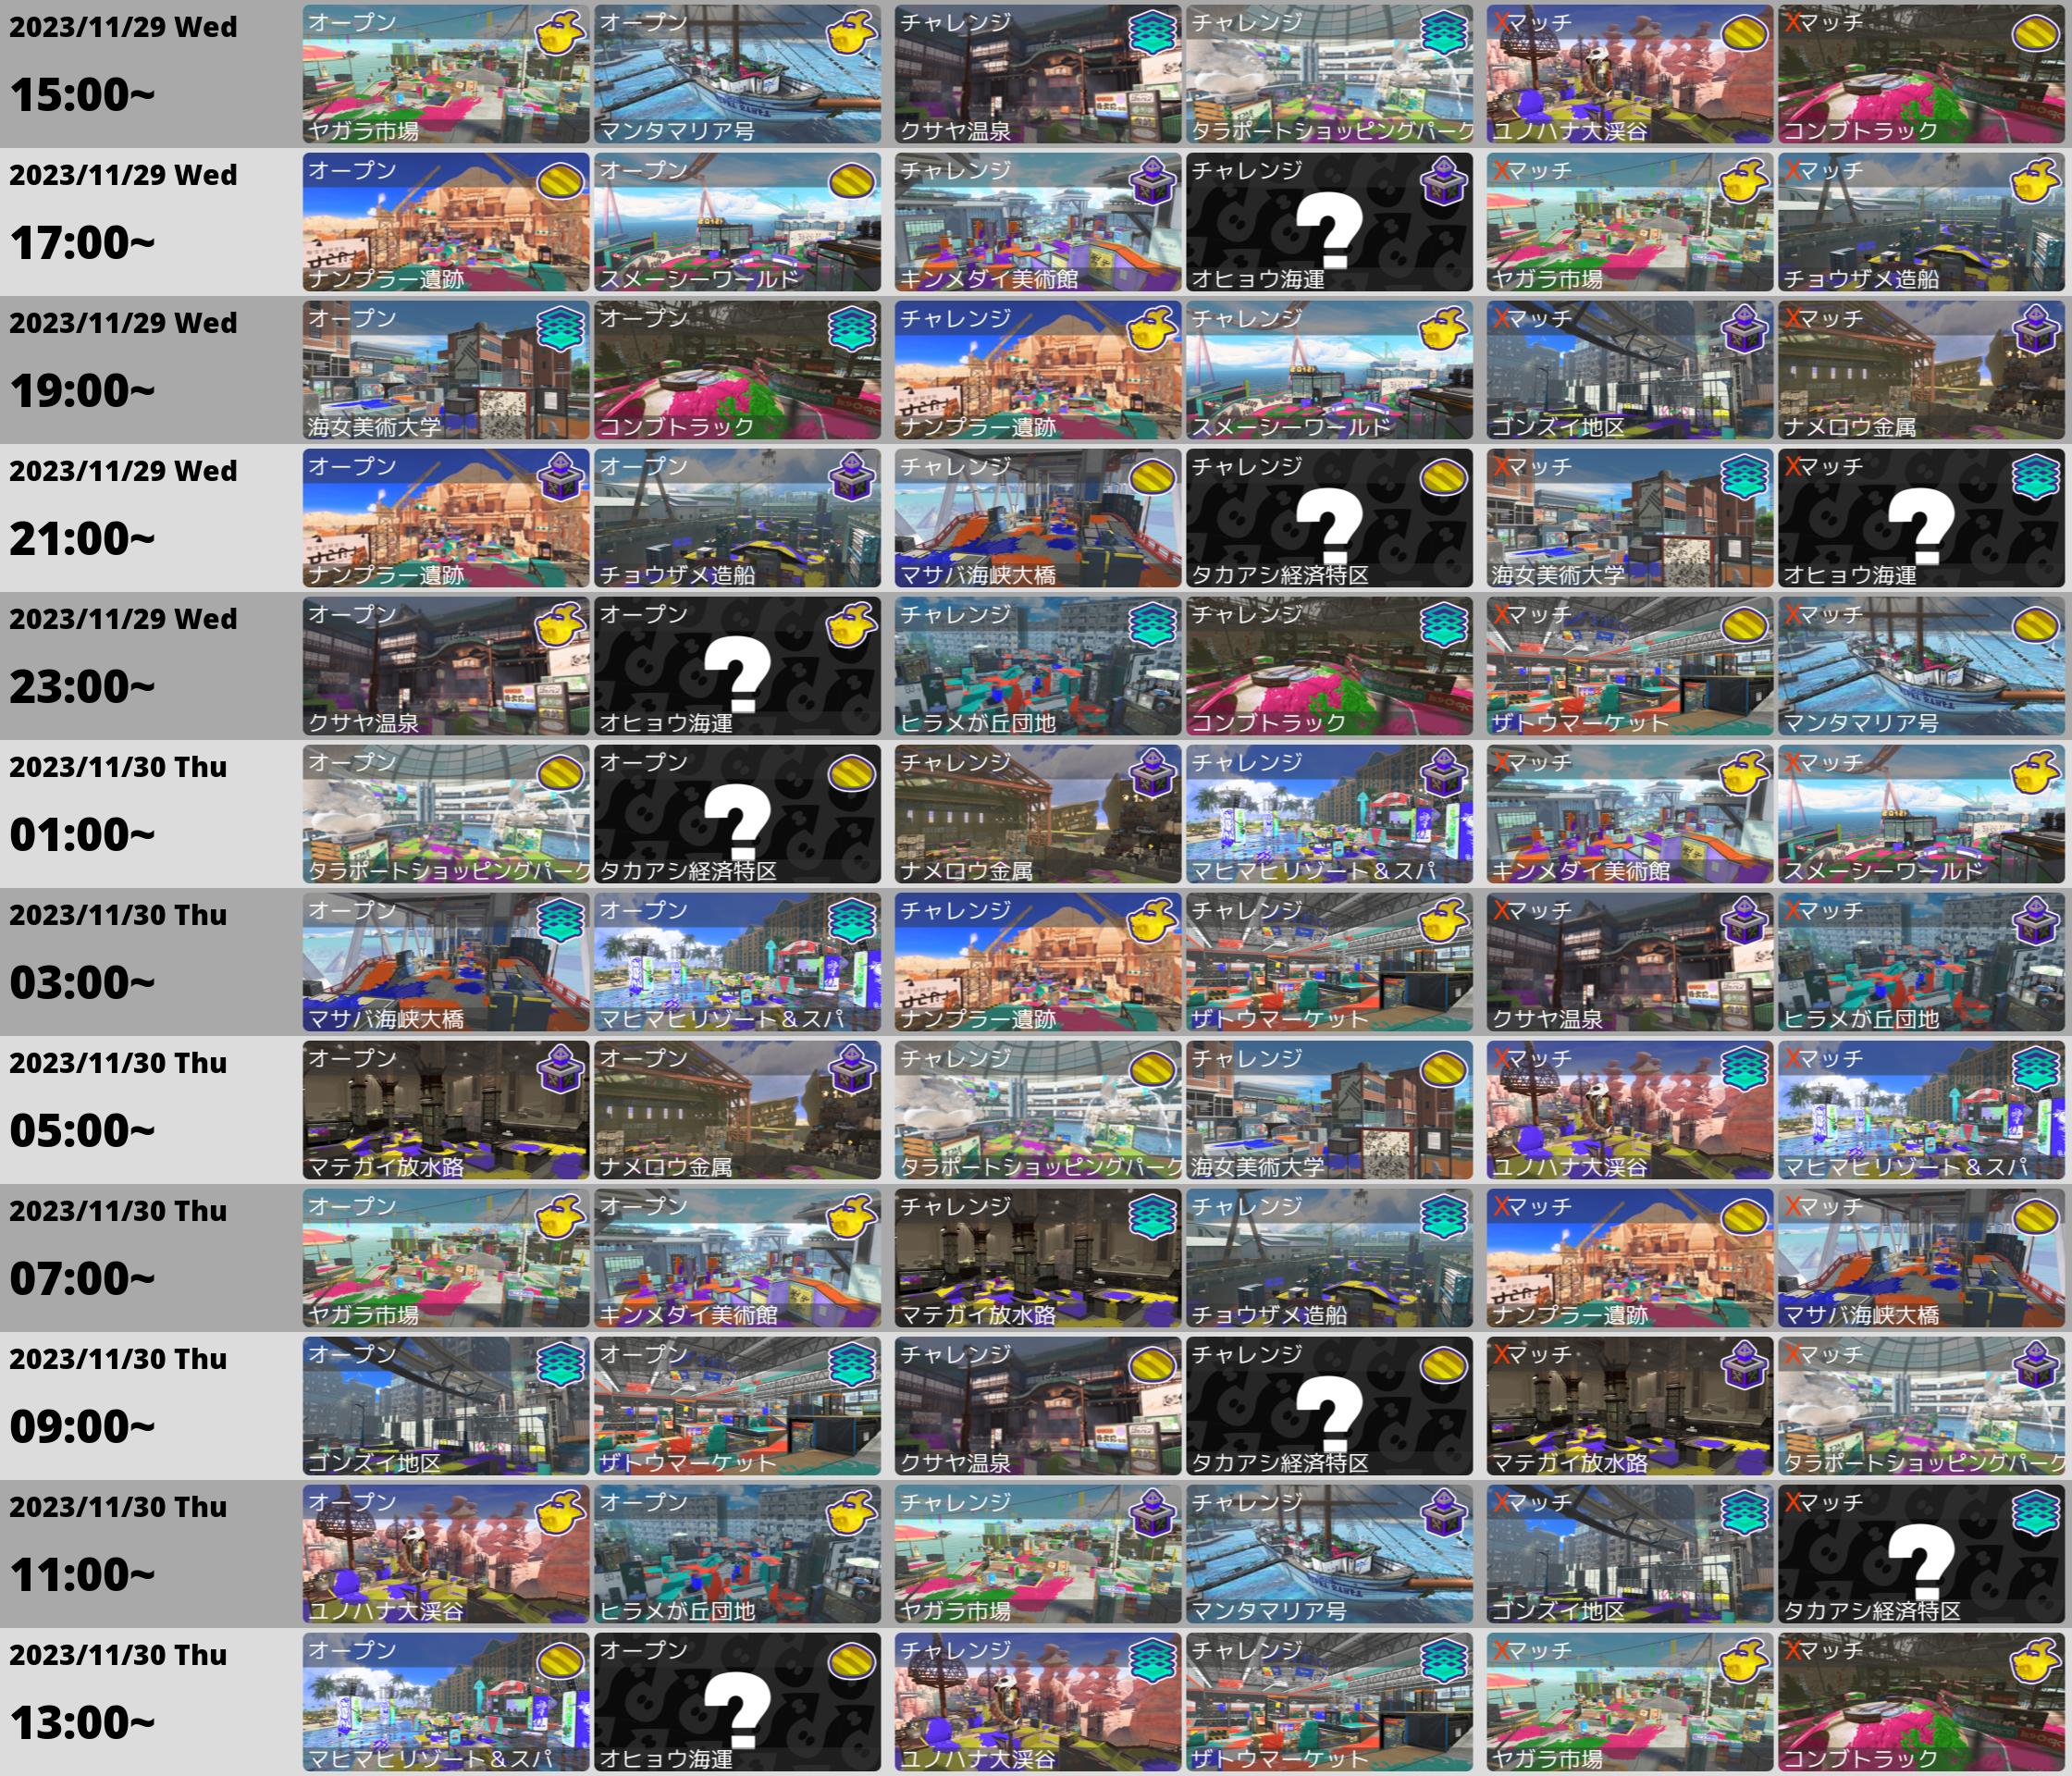 2023/11/29 Wed
15:00~
オープン
ヤガラ市場
オープン
マンタマリア号
チャレンジ
クサヤ温泉
チャレンジ
タラポートショッピングパーク
Xマッチ
ユノハナ大渓谷
Xマッチ
コンブトラック
2023/11/29 Wed
17:00~
オープン
ナンプラー遺跡
オープン
スメーシーワールド
チャレンジ
キンメダイ美術館
チャレンジ
?
オヒョウ海運
Xマッチ
ヤガラ市場
Xマッチ
チョウザメ造船
2023/11/29 Wed
19:00~
オープン
海女美術大学
オープン
コンブトラック
チャレンジ
ナンプラー遺跡
チャレンジ
スメーシーワールド
Xマッチ
ゴンズイ地区
Xマッチ
ナメロウ金属
2023/11/29 Wed
21:00~
オープン
ナンプラー遺跡
オープン
チョウザメ造船
チャレンジ
マサバ海峡大橋
チャレンジ
?
タカアシ経済特区
Xマッチ
海女美術大学
Xマッチ
?
オヒョウ海運
2023/11/29 Wed
23:00~
オープン
クサヤ温泉
オープン
?
オヒョウ海運
チャレンジ
ヒラメが丘団地
チャレンジ
コンブトラック
Xマッチ
ザトウマーケット
Xマッチ
マンタマリア号
2023/11/30 Thu
01:00~
オープン
タラポートショッピングパーク
オープン
?
タカアシ経済特区
チャレンジ
ナメロウ金属
チャレンジ
マヒマヒリゾート&スパ
Xマッチ
キンメダイ美術館
Xマッチ
スメーシーワールド
2023/11/30 Thu
03:00~
オープン
マサバ海峡大橋
オープン
マヒマヒリゾート&スパ
チャレンジ
ナンプラー遺跡
チャレンジ
ザトウマーケット
Xマッチ
クサヤ温泉
Xマッチ
ヒラメが丘団地
2023/11/30 Thu
05:00~
オープン
マテガイ放水路
オープン
ナメロウ金属
チャレンジ
タラポートショッピングパーク
チャレンジ
海女美術大学
Xマッチ
ユノハナ大渓谷
Xマッチ
マヒマヒリゾート&スパ
2023/11/30 Thu
07:00~
オープン
ヤガラ市場
オープン
キンメダイ美術館
チャレンジ
マテガイ放水路
チャレンジ
チョウザメ造船
Xマッチ
ナンプラー遺跡
Xマッチ
マサバ海峡大橋
2023/11/30 Thu
09:00~
オープン
ゴンズイ地区
オープン
ザトウマーケット
チャレンジ
クサヤ温泉
チャレンジ
?
タカアシ経済特区
Xマッチ
マテガイ放水路
Xマッチ
タラポートショッピングパーク
2023/11/30 Thu
11:00~
オープン
ユノハナ大渓谷
オープン
ヒラメが丘団地
チャレンジ
ヤガラ市場
チャレンジ
マンタマリア号
Xマッチ
ゴンズイ地区
Xマッチ
?
タカアシ経済特区
2023/11/30 Thu
13:00~
オープン
マヒマヒリゾート&スパ
オープン
?
オヒョウ海運
チャレンジ
ユノハナ大渓谷
チャレンジ
ザトウマーケット
Xマッチ
ヤガラ市場
Xマッチ
コンブトラック